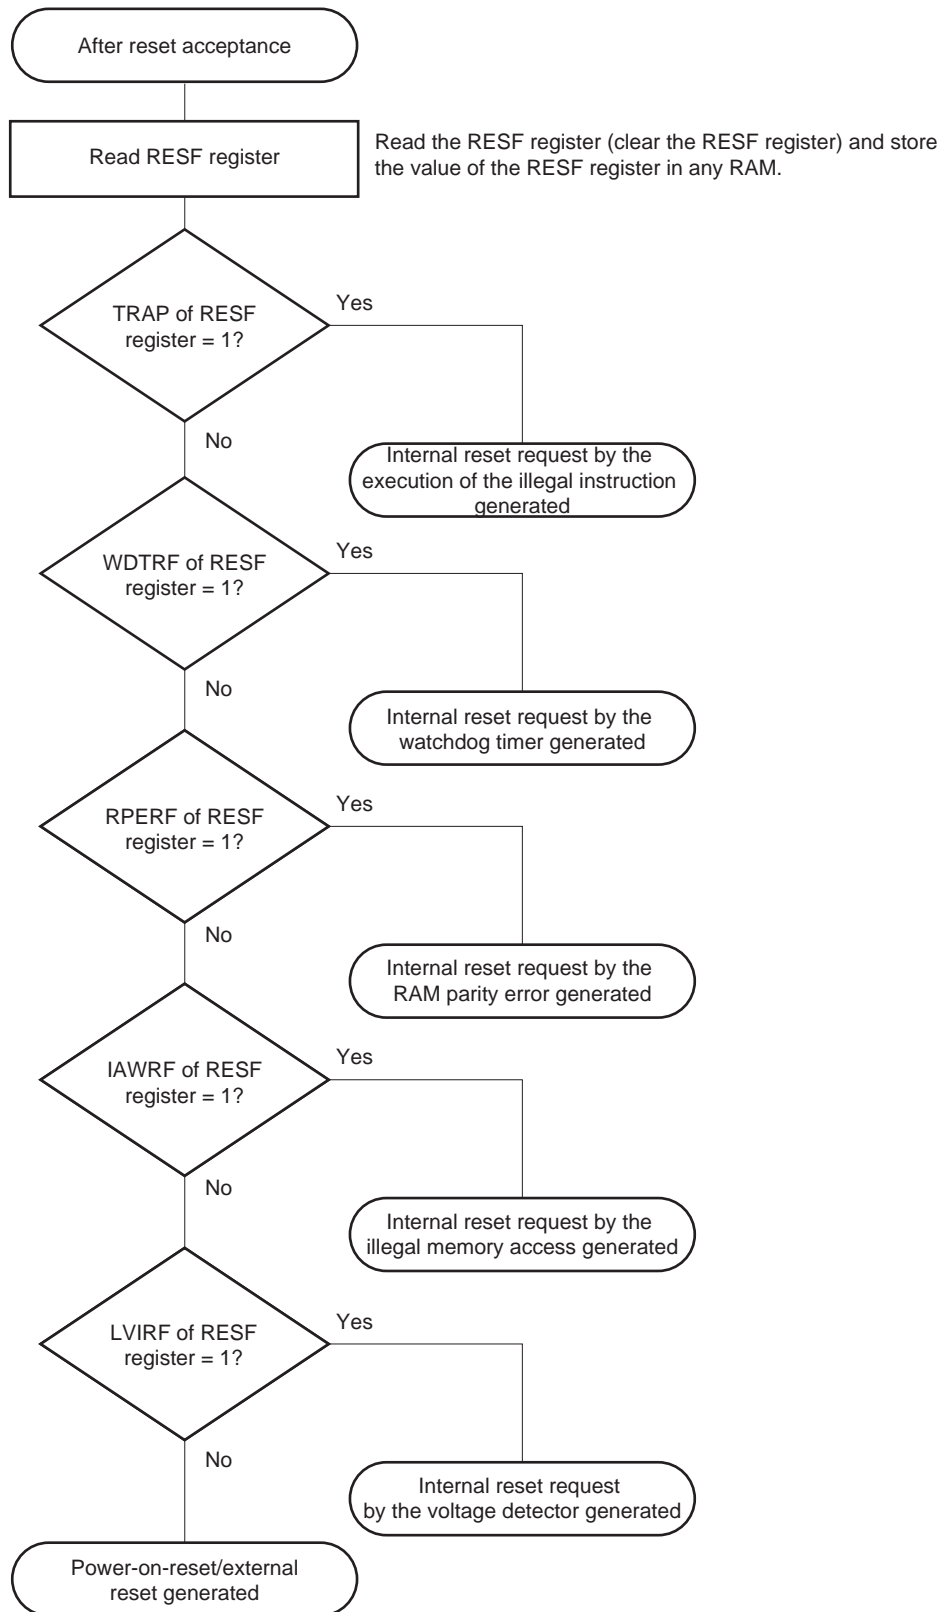 After reset acceptance
Read RESF register
Read the RESF register (clear the RESF register) and store
the value of the RESF register in any RAM.
TRAP of RESF
register = 1?
Yes
No
Internal reset request by the
execution of the illegal instruction
generated
WDTRF of RESF
register = 1?
Yes
No
Internal reset request by the
watchdog timer generated
RPERF of RESF
register = 1?
Yes
No
Internal reset request by the
RAM parity error generated
IAWRF of RESF
register = 1?
Yes
No
Internal reset request by the
illegal memory access generated
LVIRF of RESF
register = 1?
Yes
No
Internal reset request
by the voltage detector generated
Power-on-reset/external
reset generated